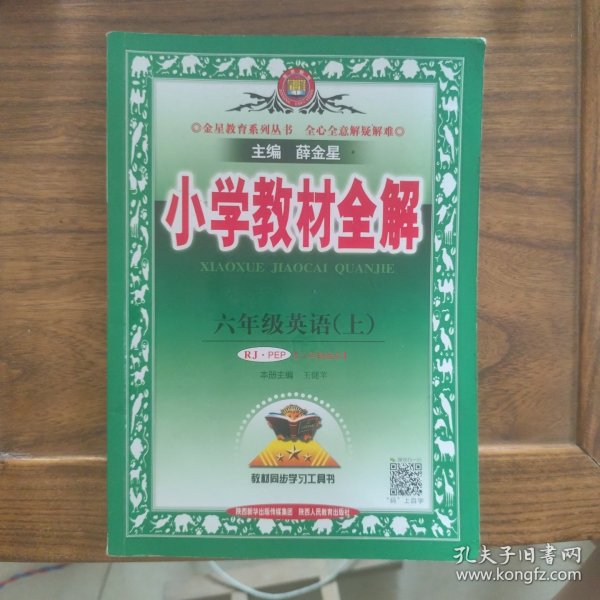 ◎金星教育系列丛书 全心全意解疑解难◎
主编 薛金星
小学教材全解
XIAOXUE JIAOCAI QUANJIE
六年级英语(上)
RJ·PEP
本册主编
教材同步学习工具书
"码"上自学
陕西新华出版传媒集团 陕西人民教育出版社
孔夫子旧书网
www.kongfz.com